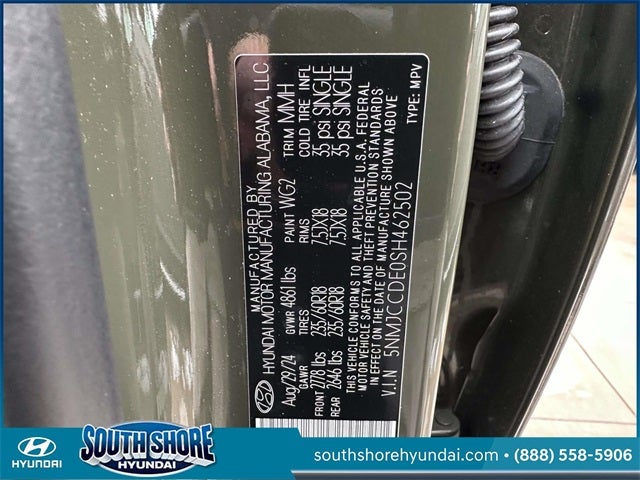 MANUFACTURED BY
HYUNDAI MOTOR MANUFACTURING ALABAMA, LLC.
Aug/29/24 GVWR 4861 lbs PAINT WG2 TRIM MMH
GAWR TIRES RIMS COLD TIRE INFL
FRONT 2778 lbs 235/60R18 7.5JX18 35 psi SINGLE
REAR 2646 lbs 235/60R18 7.5JX18 35 psi SINGLE
THIS VEHICLE CONFORMS TO ALL APPLICABLE U.S.A. FEDERAL
MOTOR VEHICLE SAFETY AND THEFT PREVENTION STANDARDS
IN EFFECT ON THE DATE OF MANUFACTURE SHOWN ABOVE
V.I.N 5NMJCCDE0SH462502 TYPE: MPV
HYUNDAI
SOUTH SHORE
HYUNDAI
southshorehyundai.com • (888) 558-5906